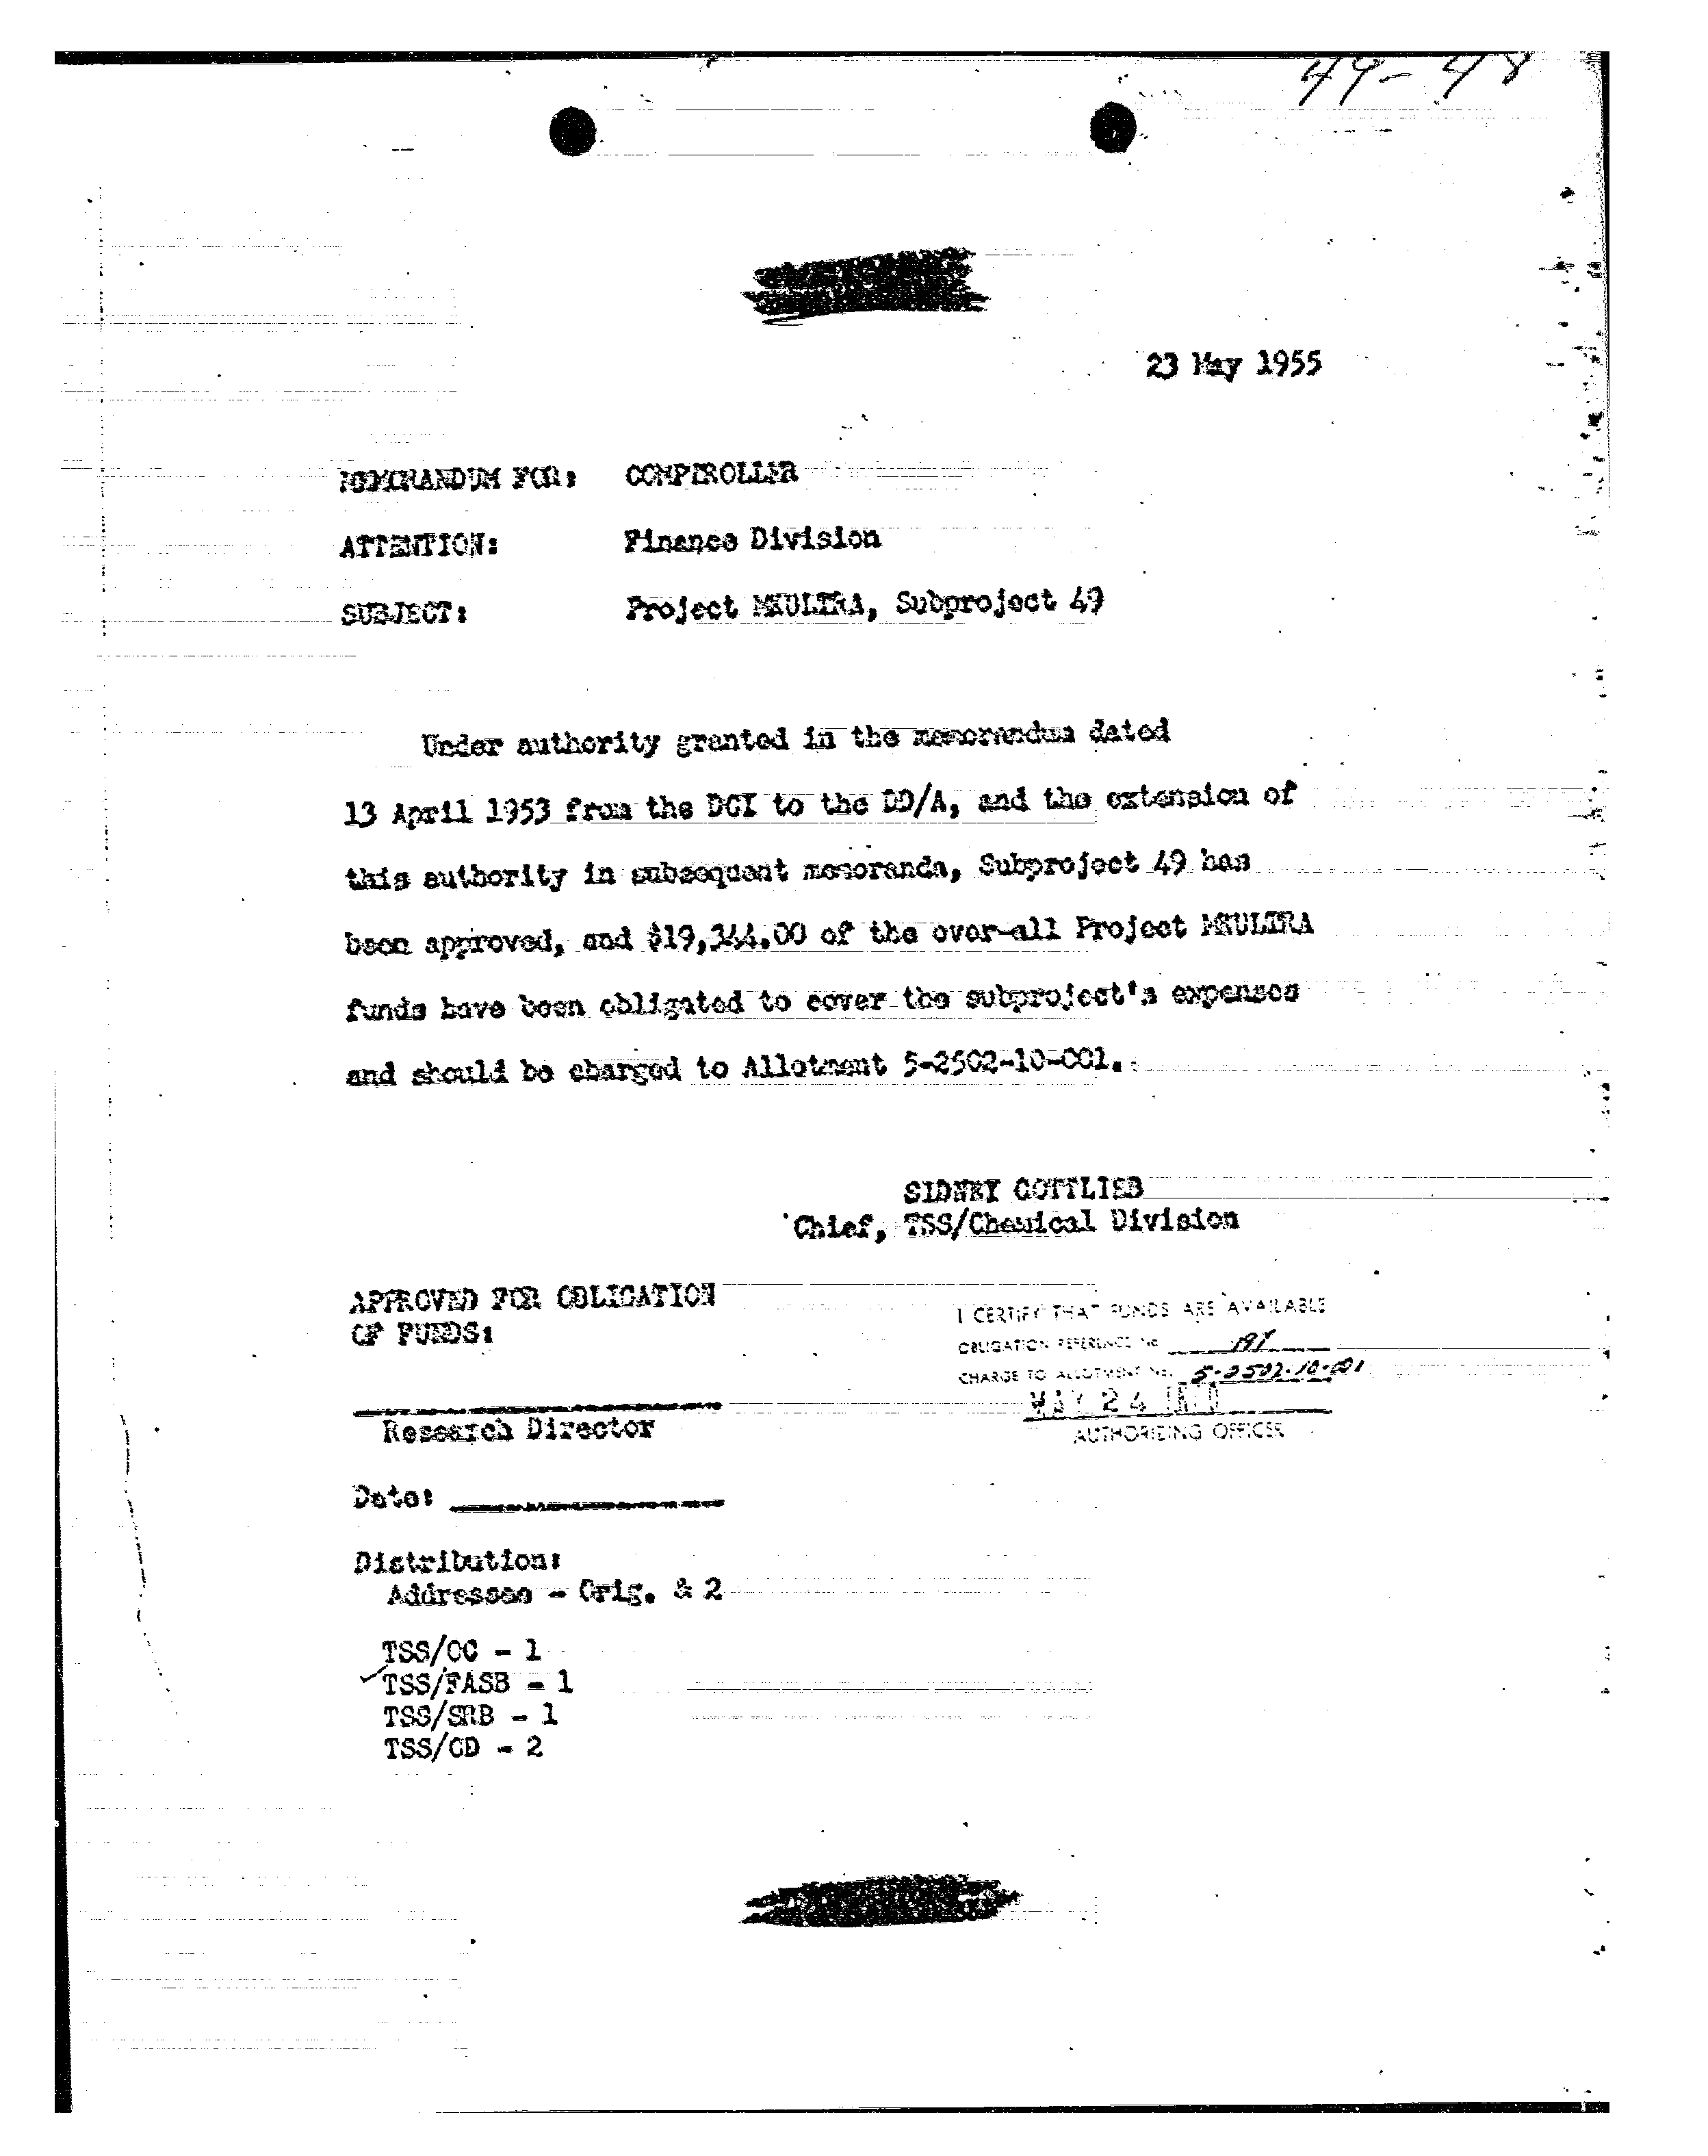 49-48
23 May 1955
MEMORANDUM FOR: COMPTROLLER
ATTENTION: Finance Division
SUBJECT: Project MKULTRA, Subproject 49
Under authority granted in the memorandum dated
13 April 1953 from the DCI to the DD/A, and the extension of
this authority in subsequent memoranda, Subproject 49 has
been approved, and $19,344.00 of the over-all Project MKULTRA
funds have been obligated to cover the subproject's expenses
and should be charged to Allotment 5-2502-10-001.
SIDNEY GOTTLIEB
Chief, TSS/Chemical Division
APPROVED FOR OBLIGATION
OF FUNDS:
I CERTIFY THAT FUNDS ARE AVAILABLE
OBLIGATION REFERENCE NO.
CHARGE TO ALLOTMENT NO. 5-2502-10-001
MAY 24
AUTHORIZING OFFICER
Research Director
Date:
Distribution:
Addressee - Orig. & 2
TSS/OC - 1
TSS/FASB - 1
TSS/SRB - 1
TSS/CD - 2